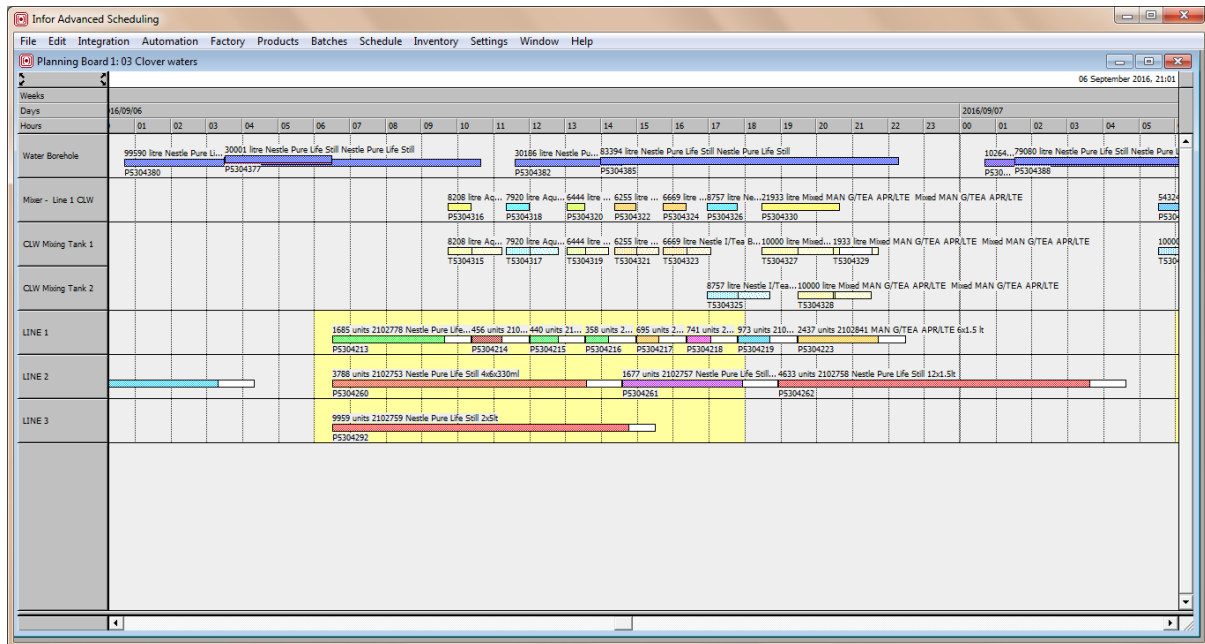 Infor Advanced Scheduling
File Edit Integration Automation Factory Products Batches Schedule Inventory Settings Window Help
Planning Board 1: 03 Clover waters
06 September 2016, 21:01
Weeks
Days 16/09/06 2016/09/07
Hours 01 02 03 04 05 06 07 08 09 10 11 12 13 14 15 16 17 18 19 20 21 22 23 00 01 02 03 04 05
Water Borehole
99590 litre Nestle Pure Li... 30001 litre Nestle Pure Life Still Nestle Pure Life Still 30186 litre Nestle Pu... 83394 litre Nestle Pure Life Still Nestle Pure Life Still 10264... 79080 litre Nestle Pure Life Still Nestle Pure L
P5304380 P5304377 P5304382 P5304385 P530... P5304388
Mixer - Line 1 CLW
8208 litre Aq... 7920 litre Aqu... 6444 litre ... 6255 litre ... 6669 litre ... 8757 litre Ne... 21933 litre Mixed MAN G/TEA APR/LTE Mixed MAN G/TEA APR/LTE 54324
P5304316 P5304318 P5304320 P5304322 P5304324 P5304326 P5304330 P5304
CLW Mixing Tank 1
8208 litre Aq... 7920 litre Aqu... 6444 litre ... 6255 litre ... 6669 litre Nestle I/Tea B... 10000 litre Mixed... 1933 litre Mixed MAN G/TEA APR/LTE Mixed MAN G/TEA APR/LTE 10000
T5304315 T5304317 T5304319 T5304321 T5304323 T5304327 T5304329 T5304
CLW Mixing Tank 2
8757 litre Nestle I/Tea... 10000 litre Mixed MAN G/TEA APR/LTE Mixed MAN G/TEA APR/LTE
T5304325 T5304328
LINE 1
1685 units 2102778 Nestle Pure Life... 456 units 210... 440 units 21... 358 units 2... 695 units 2... 741 units 2... 973 units 210... 2437 units 2102841 MAN G/TEA APR/LTE 6x1.5 lt
P5304213 P5304214 P5304215 P5304216 P5304217 P5304218 P5304219 P5304223
LINE 2
3788 units 2102753 Nestle Pure Life Still 4x6x330ml 1677 units 2102757 Nestle Pure Life Still... 4633 units 2102758 Nestle Pure Life Still 12x1.5lt
P5304260 P5304261 P5304262
LINE 3
9959 units 2102759 Nestle Pure Life Still 2x5lt
P5304292